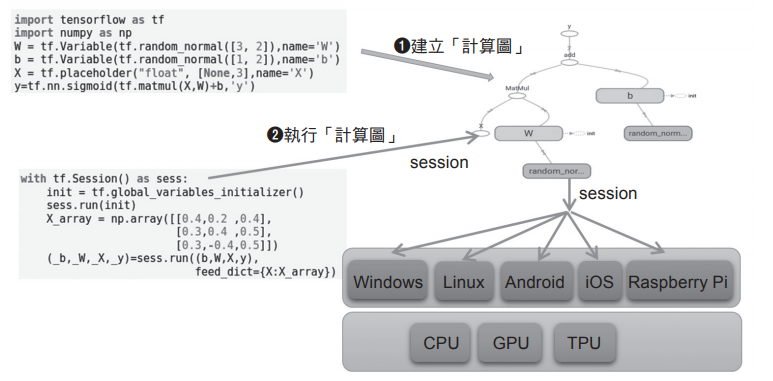 import tensorflow as tf
import numpy as np
W = tf.Variable(tf.random_normal([3, 2]),name='W')
b = tf.Variable(tf.random_normal([1, 2]),name='b')
X = tf.placeholder("float", [None,3],name='X')
y=tf.nn.sigmoid(tf.matmul(X,W)+b,'y')
❶建立「計算圖」
y
add
MatMul
b
init
X
W
init
random_norm...
random_nor...
❷執行「計算圖」
session
session
with tf.Session() as sess:
init = tf.global_variables_initializer()
sess.run(init)
X_array = np.array([[0.4,0.2 ,0.4],
[0.3,0.4 ,0.5],
[0.3,-0.4,0.5]])
(_b,_W,_X,_y)=sess.run((b,W,X,y),
feed_dict={X:X_array})
Windows Linux Android iOS Raspberry Pi
CPU GPU TPU